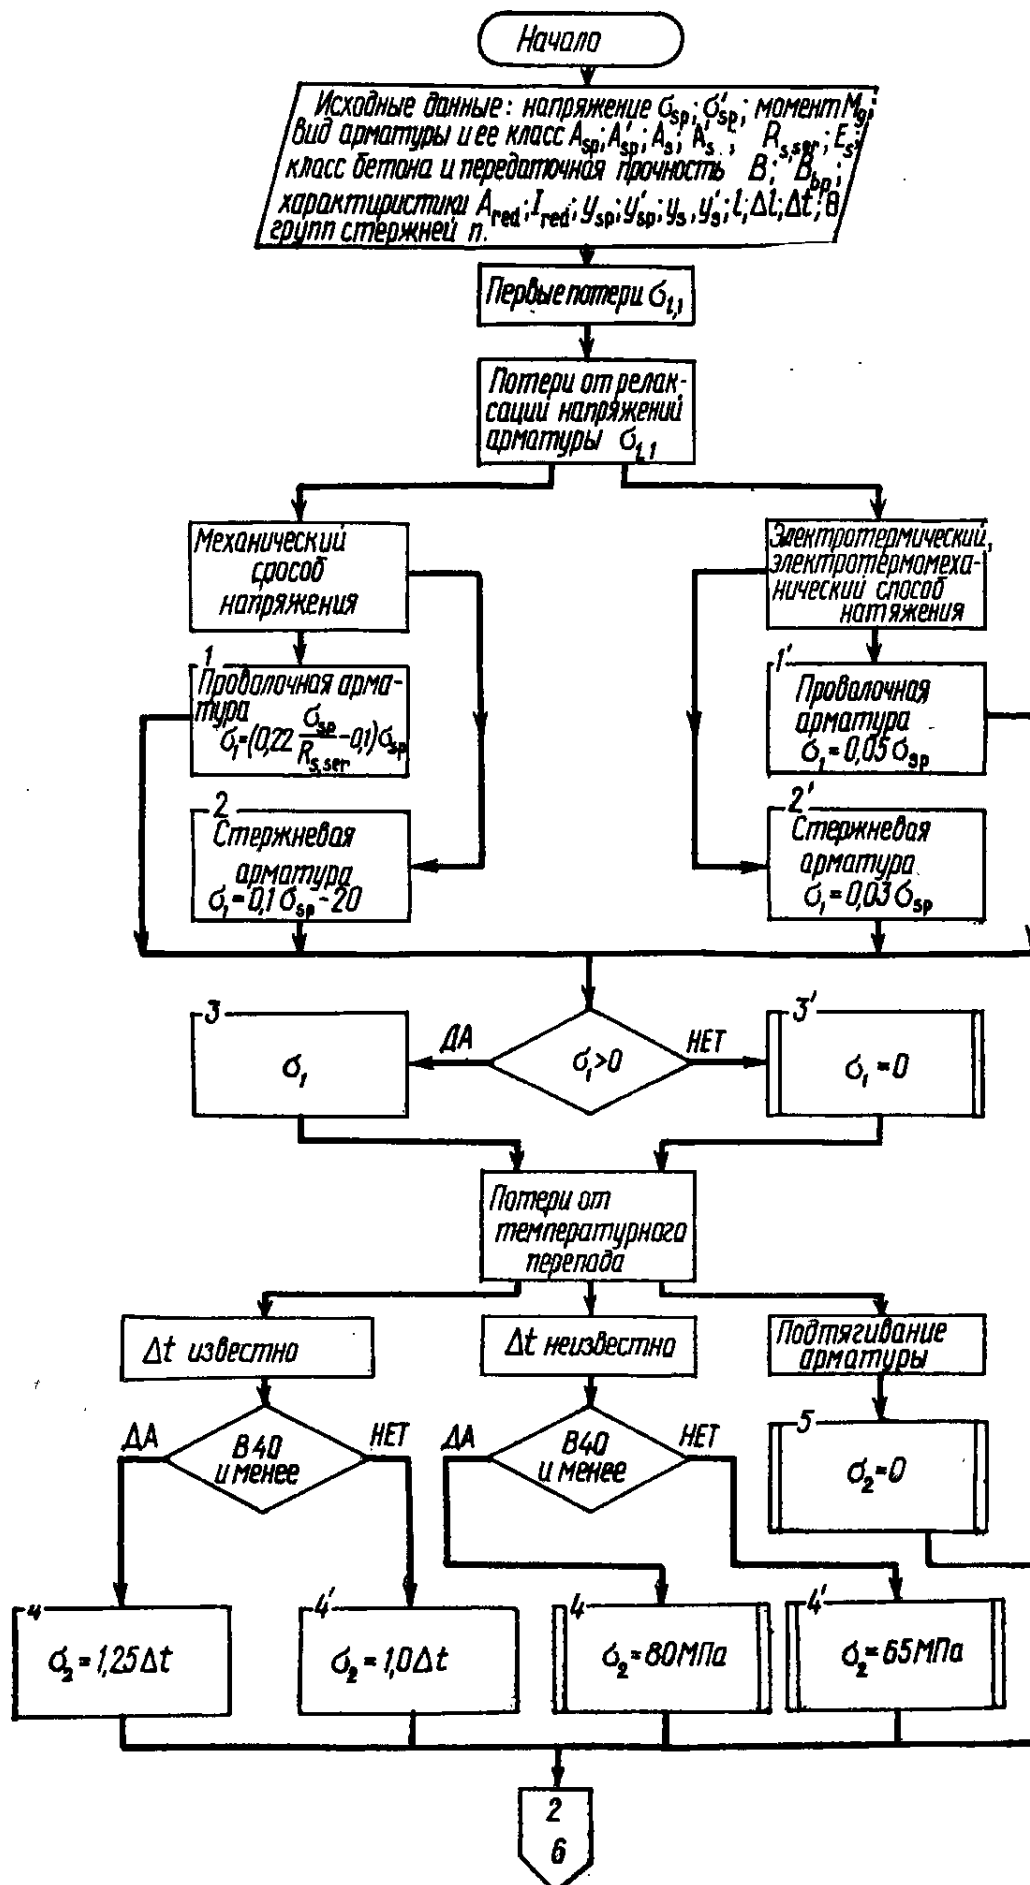 Начало
Исходные данные: напряжение σsp; σ'sp; момент Mg;
вид арматуры и ее класс Asp; A'sp; As; A's; Rs,ser; Es;
класс бетона и передаточная прочность B; Bbp;
характиристики Ared; Ired; ysp; y'sp; ys, y's; l; Δl; Δt; θ
групп стержней n.
Первые потери σl,1
Потери от релак-
сации напряжений
арматуры σl,1
Механический
способ
напряжения
Электротермический,
электротермомеха-
нический способ
натяжения
1
Проволочная арма-
тура
σ1=(0,22 σsp/Rs,ser -0,1)σsp
1'
Проволочная
арматура
σ1=0,05σsp
2
Стержневая
арматура
σ1=0,1σsp-20
2'
Стержневая
арматура
σ1=0,03σsp
3
σ1
ДА
σ1>0
НЕТ
3'
σ1=0
Потери от
температурного
перепада
Δt известно
Δt неизвестно
Подтягивание
арматуры
ДА
В40
и менее
НЕТ
ДА
В40
и менее
НЕТ
5
σ2=0
4
σ2=1,25Δt
4'
σ2=1,0Δt
4
σ2=80МПа
4'
σ2=65МПа
2
6